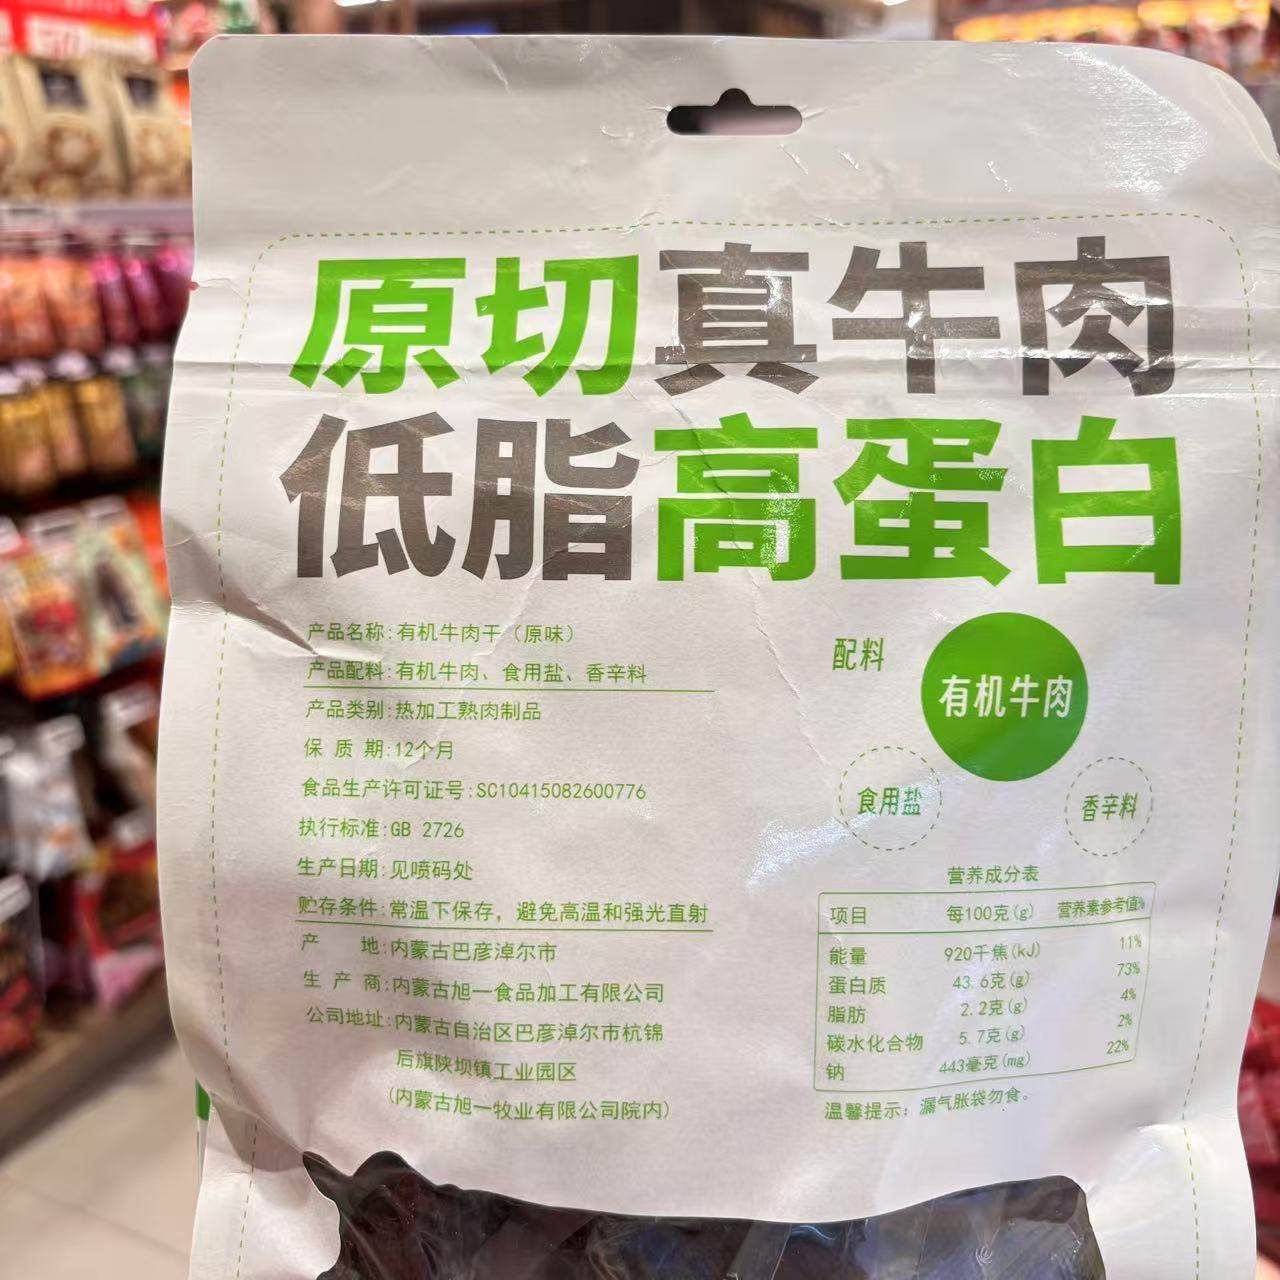 原切真牛肉
低脂高蛋白
产品名称:有机牛肉干（原味）
产品配料:有机牛肉、食用盐、香辛料
产品类别:热加工熟肉制品
保 质 期:12个月
食品生产许可证号:SC10415082600776
执行标准:GB 2726
生产日期:见喷码处
贮存条件:常温下保存，避免高温和强光直射
产 地:内蒙古巴彦淖尔市
生 产 商:内蒙古旭一食品加工有限公司
公司地址:内蒙古自治区巴彦淖尔市杭锦
后旗陕坝镇工业园区
(内蒙古旭一牧业有限公司院内)
配料
有机牛肉
食用盐
香辛料
营养成分表
项目 每100克(g) 营养素参考值%
能量 920千焦(kJ) 11%
蛋白质 43.6克(g) 73%
脂肪 2.2克(g) 4%
碳水化合物 5.7克(g) 2%
钠 443毫克(mg) 22%
温馨提示：漏气胀袋勿食。